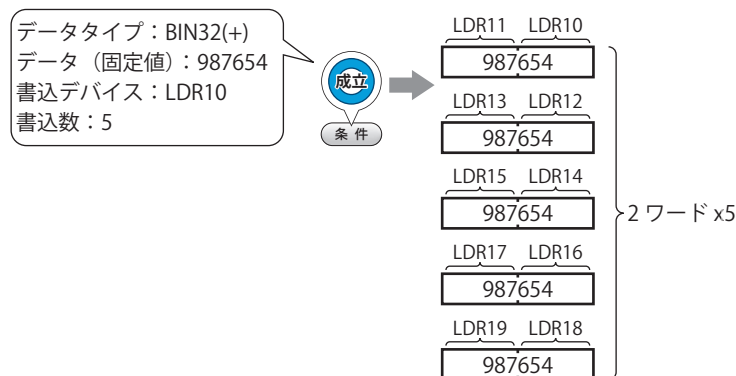 データタイプ：BIN32(+)
データ（固定値）：987654
書込デバイス：LDR10
書込数：5
成立
条件
LDR11 LDR10
987654
LDR13 LDR12
987654
LDR15 LDR14
987654
2 ワード x5
LDR17 LDR16
987654
LDR19 LDR18
987654